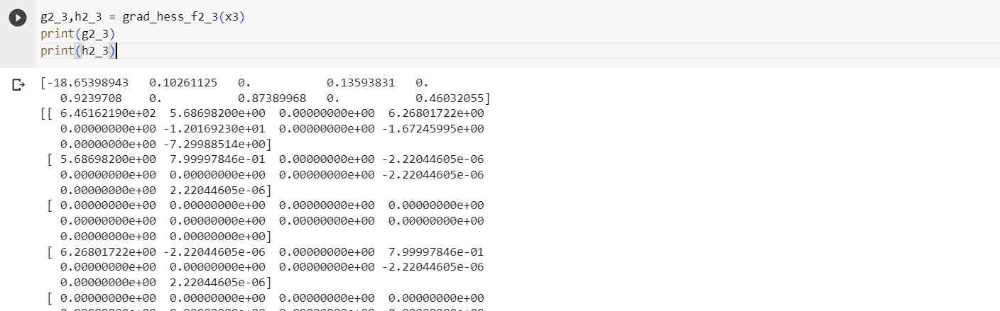 g2_3,h2_3 = grad_hess_f2_3(x3)
print(g2_3)
print(h2_3)
[-18.65398943   0.10261125   0.           0.13593831   0.
   0.9239708    0.           0.87389968   0.           0.46032055]
[[ 6.46162190e+02  5.68698200e+00  0.00000000e+00  6.26801722e+00
   0.00000000e+00 -1.20169230e+01  0.00000000e+00 -1.67245995e+00
   0.00000000e+00 -7.29988514e+00]
 [ 5.68698200e+00  7.99997846e-01  0.00000000e+00 -2.22044605e-06
   0.00000000e+00  0.00000000e+00  0.00000000e+00 -2.22044605e-06
   0.00000000e+00  2.22044605e-06]
 [ 0.00000000e+00  0.00000000e+00  0.00000000e+00  0.00000000e+00
   0.00000000e+00  0.00000000e+00  0.00000000e+00  0.00000000e+00
   0.00000000e+00  0.00000000e+00]
 [ 6.26801722e+00 -2.22044605e-06  0.00000000e+00  7.99997846e-01
   0.00000000e+00  0.00000000e+00  0.00000000e+00 -2.22044605e-06
   0.00000000e+00  2.22044605e-06]
 [ 0.00000000e+00  0.00000000e+00  0.00000000e+00  0.00000000e+00